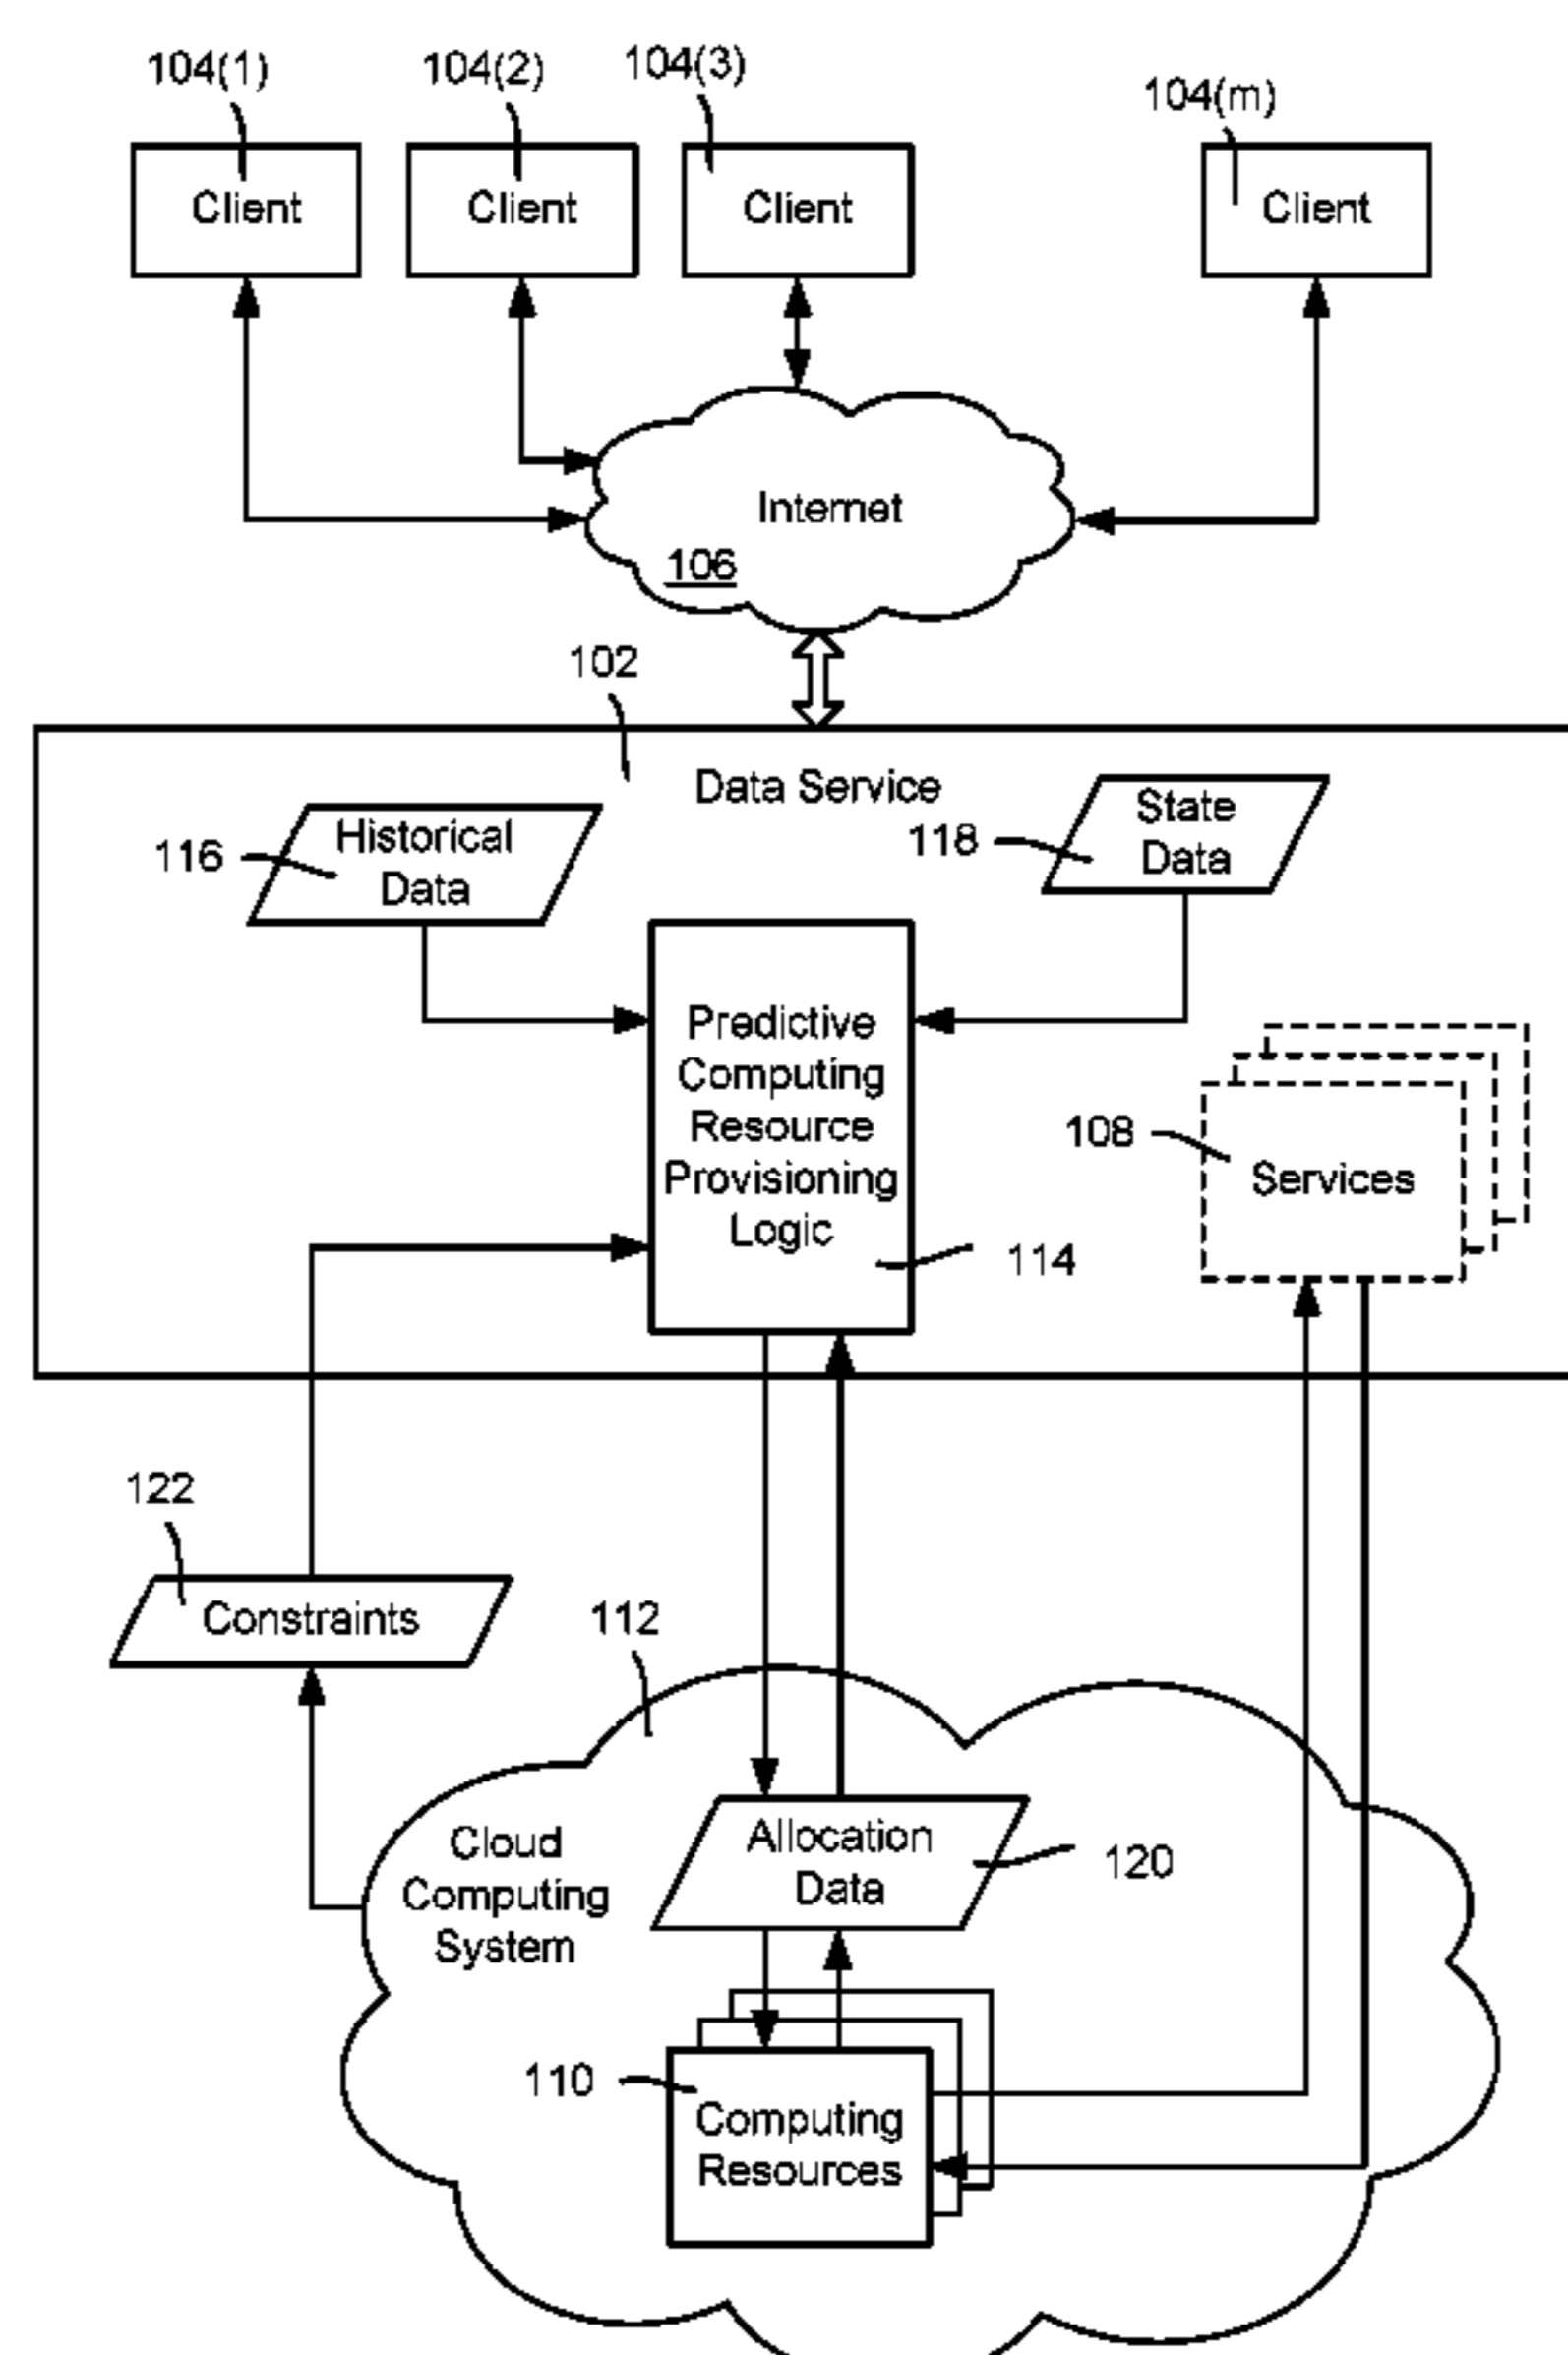 104(1)
104(2)
104(3)
104(m)
Client
Client
Client
Client
Internet
106
102
Data Service
116
Historical
Data
118
State
Data
Predictive
Computing
Resource
Provisioning
Logic
114
108
Services
122
Constraints
112
Cloud
Computing
System
Allocation
Data
120
110
Computing
Resources